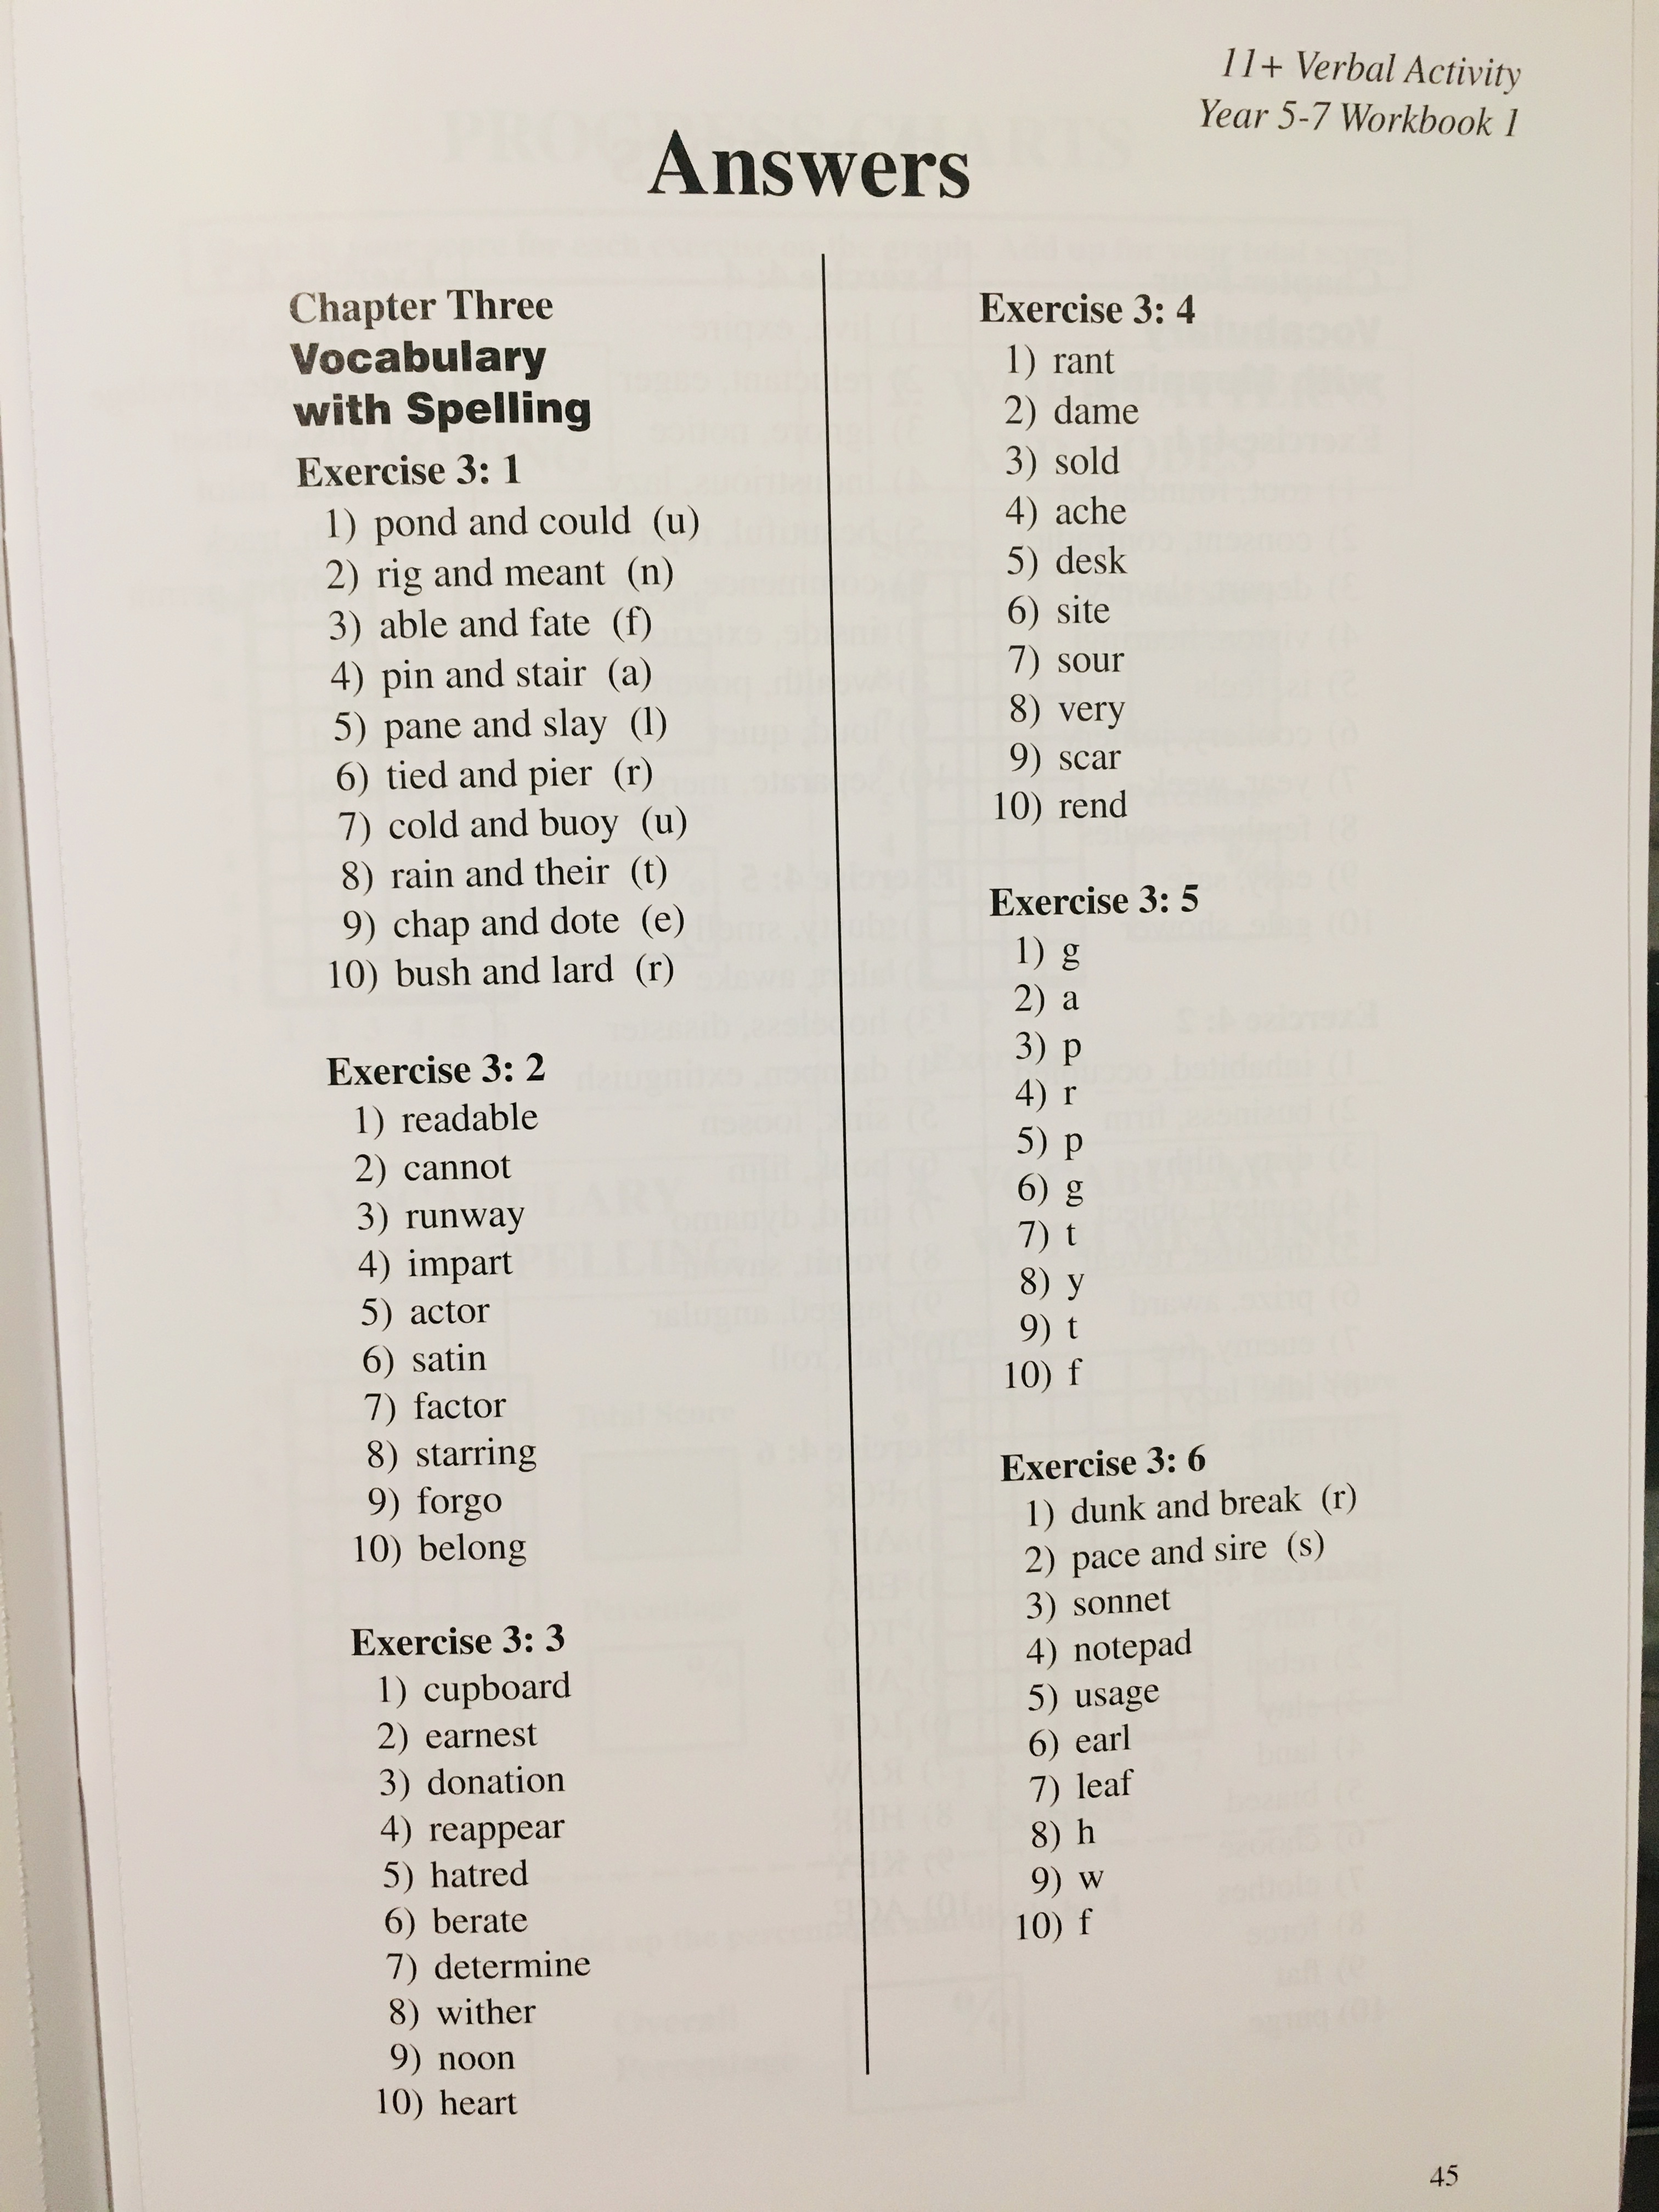 11+ Verbal Activity
Year 5-7 Workbook 1
Answers
Chapter Three
Vocabulary
with Spelling
Exercise 3: 1
1) pond and could (u)
2) rig and meant (n)
3) able and fate (f)
4) pin and stair (a)
5) pane and slay (l)
6) tied and pier (r)
7) cold and buoy (u)
8) rain and their (t)
9) chap and dote (e)
10) bush and lard (r)
Exercise 3: 2
1) readable
2) cannot
3) runway
4) impart
5) actor
6) satin
7) factor
8) starring
9) forgo
10) belong
Exercise 3: 3
1) cupboard
2) earnest
3) donation
4) reappear
5) hatred
6) berate
7) determine
8) wither
9) noon
10) heart
Exercise 3: 4
1) rant
2) dame
3) sold
4) ache
5) desk
6) site
7) sour
8) very
9) scar
10) rend
Exercise 3: 5
1) g
2) a
3) p
4) r
5) p
6) g
7) t
8) y
9) t
10) f
Exercise 3: 6
1) dunk and break (r)
2) pace and sire (s)
3) sonnet
4) notepad
5) usage
6) earl
7) leaf
8) h
9) w
10) f
45